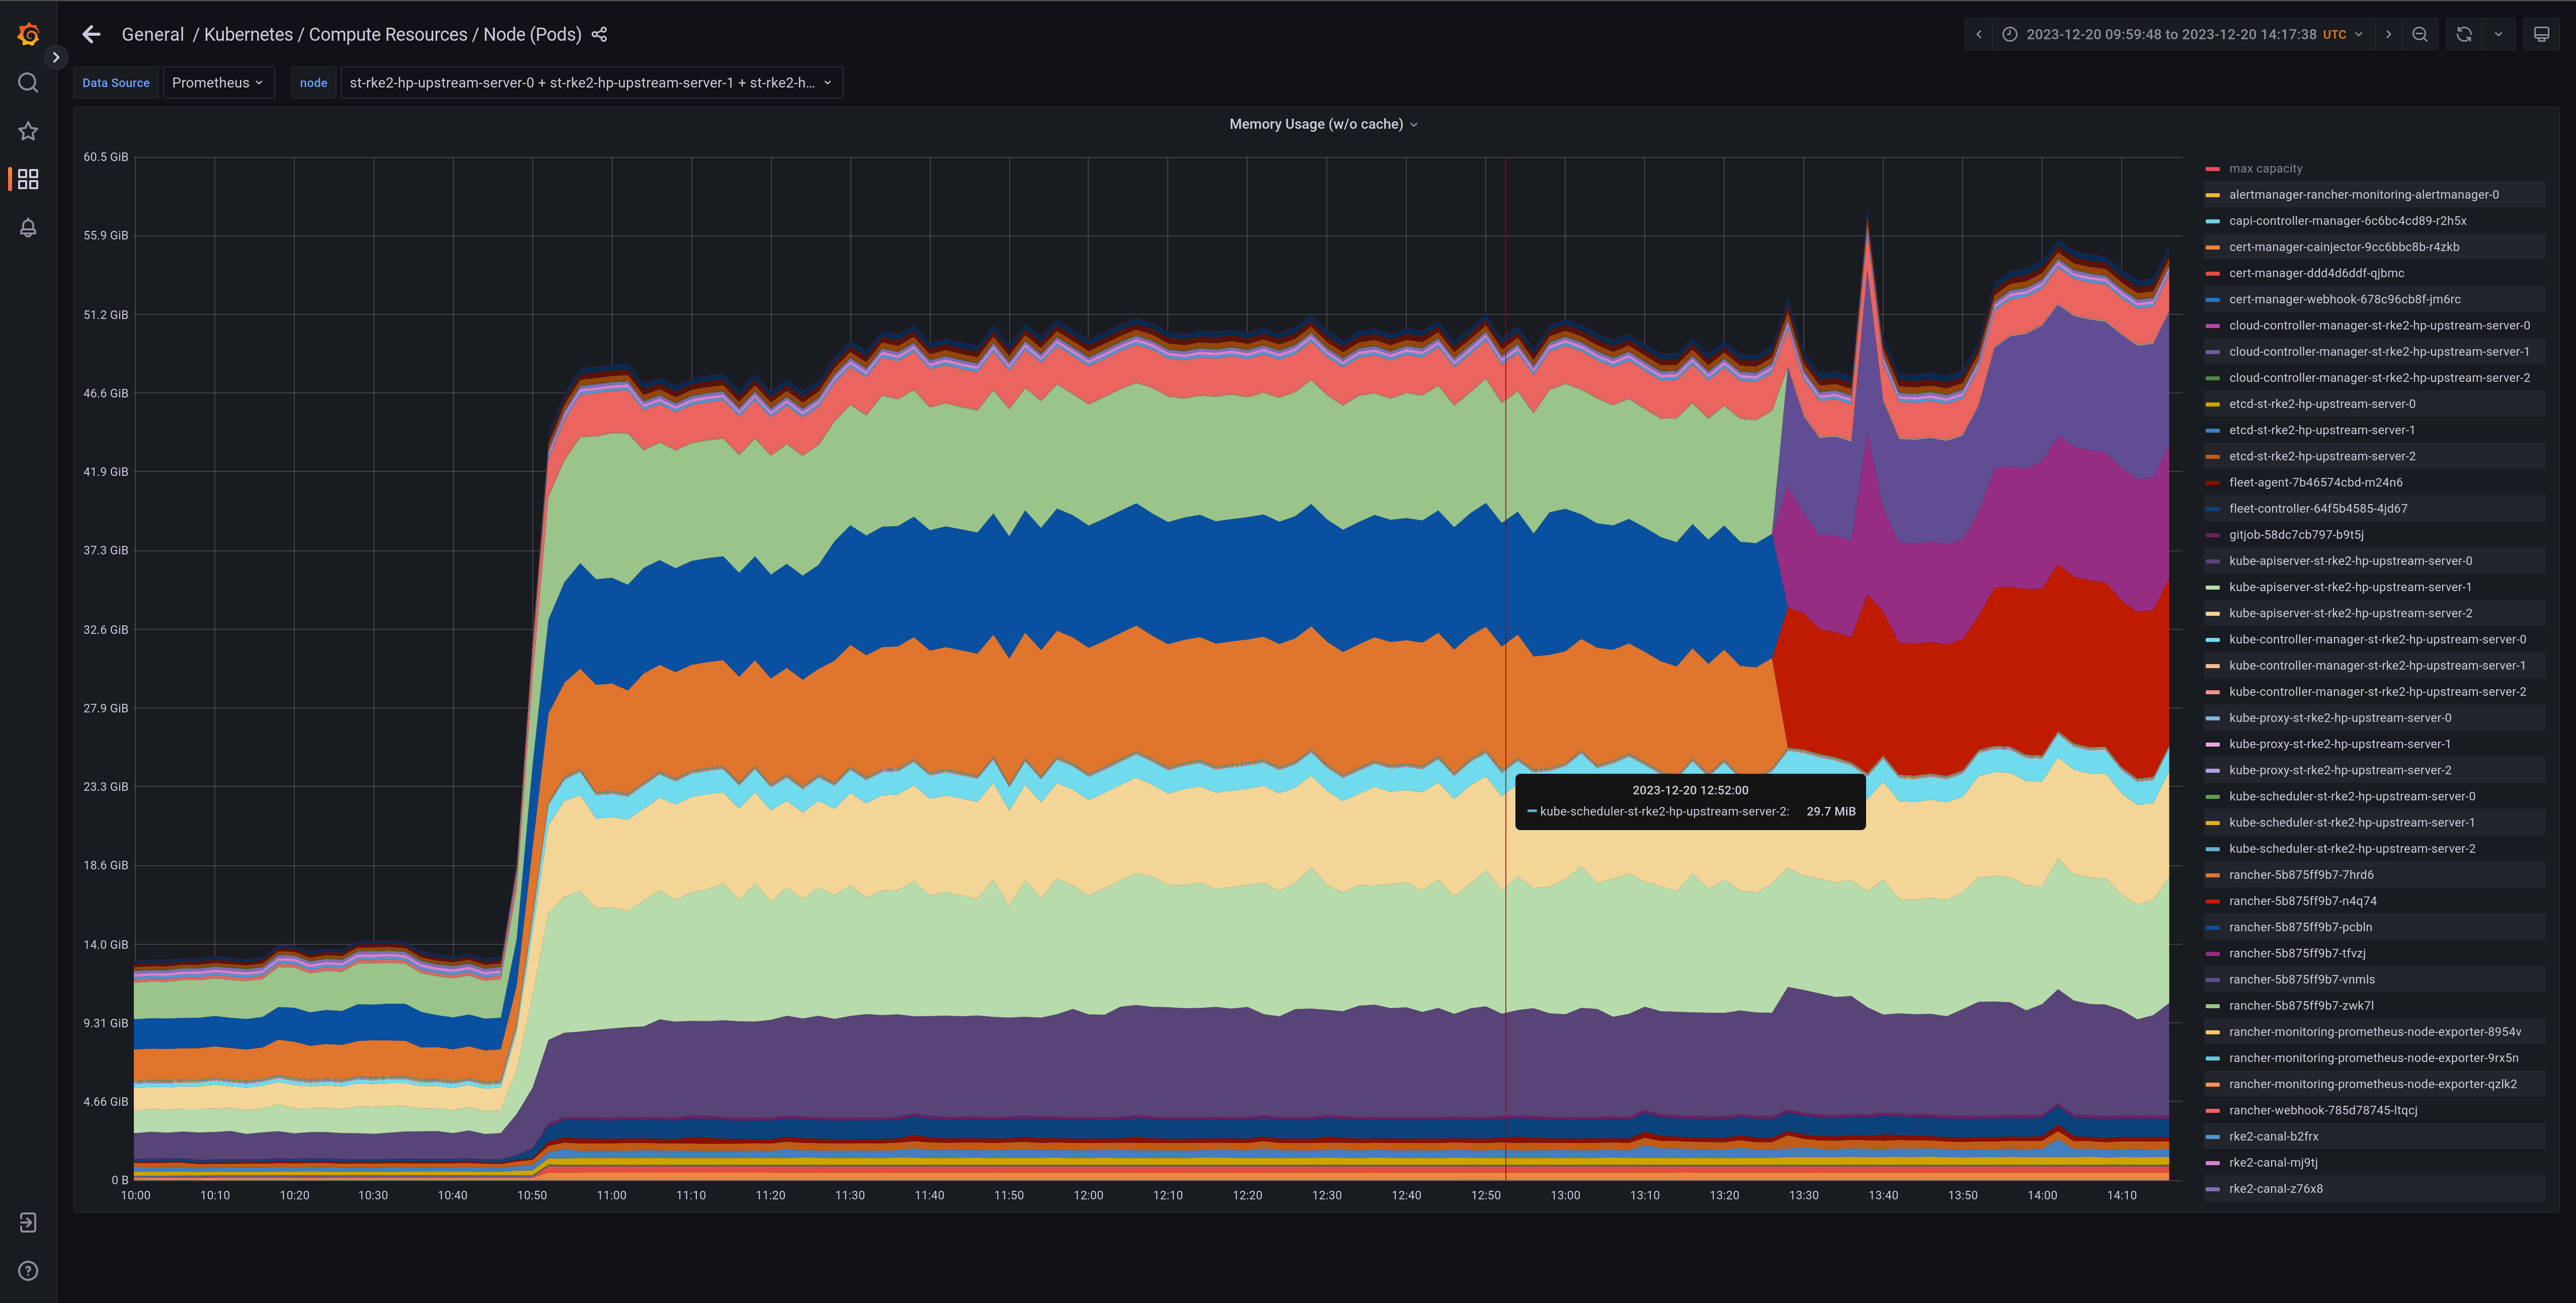 General / Kubernetes / Compute Resources / Node (Pods)
2023-12-20 09:59:48 to 2023-12-20 14:17:38 UTC
Data Source Prometheus node st-rke2-hp-upstream-server-0 + st-rke2-hp-upstream-server-1 + st-rke2-h...
Memory Usage (w/o cache)
60.5 GiB
55.9 GiB
51.2 GiB
46.6 GiB
41.9 GiB
37.3 GiB
32.6 GiB
27.9 GiB
23.3 GiB
18.6 GiB
14.0 GiB
9.31 GiB
4.66 GiB
0 B
10:00 10:10 10:20 10:30 10:40 10:50 11:00 11:10 11:20 11:30 11:40 11:50 12:00 12:10 12:20 12:30 12:40 12:50 13:00 13:10 13:20 13:30 13:40 13:50 14:00 14:10
2023-12-20 12:52:00
kube-scheduler-st-rke2-hp-upstream-server-2: 29.7 MiB
max capacity
alertmanager-rancher-monitoring-alertmanager-0
capi-controller-manager-6c6bc4cd89-r2h5x
cert-manager-cainjector-9cc6bbc8b-r4zkb
cert-manager-ddd4d6ddf-qjbmc
cert-manager-webhook-678c96cb8f-jm6rc
cloud-controller-manager-st-rke2-hp-upstream-server-0
cloud-controller-manager-st-rke2-hp-upstream-server-1
cloud-controller-manager-st-rke2-hp-upstream-server-2
etcd-st-rke2-hp-upstream-server-0
etcd-st-rke2-hp-upstream-server-1
etcd-st-rke2-hp-upstream-server-2
fleet-agent-7b46574cbd-m24n6
fleet-controller-64f5b4585-4jd67
gitjob-58dc7cb797-b9t5j
kube-apiserver-st-rke2-hp-upstream-server-0
kube-apiserver-st-rke2-hp-upstream-server-1
kube-apiserver-st-rke2-hp-upstream-server-2
kube-controller-manager-st-rke2-hp-upstream-server-0
kube-controller-manager-st-rke2-hp-upstream-server-1
kube-controller-manager-st-rke2-hp-upstream-server-2
kube-proxy-st-rke2-hp-upstream-server-0
kube-proxy-st-rke2-hp-upstream-server-1
kube-proxy-st-rke2-hp-upstream-server-2
kube-scheduler-st-rke2-hp-upstream-server-0
kube-scheduler-st-rke2-hp-upstream-server-1
kube-scheduler-st-rke2-hp-upstream-server-2
rancher-5b875ff9b7-7hrd6
rancher-5b875ff9b7-n4q74
rancher-5b875ff9b7-pcbln
rancher-5b875ff9b7-tfvzj
rancher-5b875ff9b7-vnmls
rancher-5b875ff9b7-zwk7l
rancher-monitoring-prometheus-node-exporter-8954v
rancher-monitoring-prometheus-node-exporter-9rx5n
rancher-monitoring-prometheus-node-exporter-qzlk2
rancher-webhook-785d78745-ltqcj
rke2-canal-b2frx
rke2-canal-mj9tj
rke2-canal-z76x8